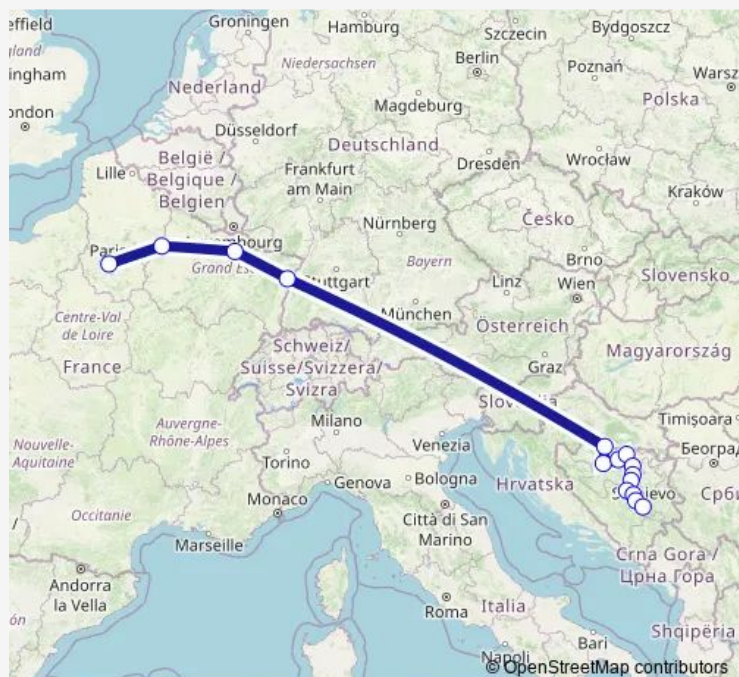 effield
Groningen
Hamburg
Szczecin
Bydgoszcz
ngland
ingham
Nederland
Niedersachsen
Berlin
Poznań
Warsz
ondon
Magdeburg
Polska
Düsseldorf
Deutschland
Lille
België /
Belgique /
Belgien
Frankfurt
am Main
Dresden
Wrocław
Kraków
Nürnberg
Česko
Paris
Grand Es
Bayern
Brno
Stuttgart
Linz
Wien
Slovensko
Centre-Val
de Loire
München
Österreich
France
Schweiz/
Suisse/Svizzera/
Svizra
Graz
Magyarország
Auvergne-
Rhône-Alpes
Milano
Venezia
Timișoara
Nouvelle-
Aquitaine
Torino
Hrvatska
Београд
Genova
Bologna
Срби
Occitanie
Monaco
Città di San
Marino
Marseille
Crna Gora /
Црна Гора
Andorra
la Vella
Roma
Italia
Shqipëria
Bari
Napoli
© OpenStreetMap contributors